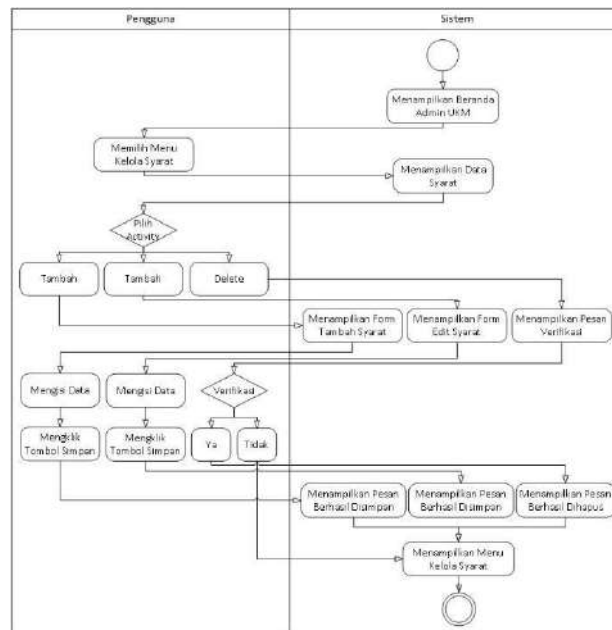 Pengguna
Sistem
Menampilkan Beranda
Admin UKM
Memilih Menu
Kelola Syarat
Menampilkan Data
Syarat
Pilih
Activity
Tambah
Tambah
Delete
Menampilkan Form
Tambah Syarat
Menampilkan Form
Edit Syarat
Menampilkan Pesan
Verifikasi
Mengisi Data
Mengisi Data
Verifikasi
Mengklik
Tombol Simpan
Mengklik
Tombol Simpan
Ya
Tidak
Menampilkan Pesan
Berhasil Disimpan
Menampilkan Pesan
Berhasil Disimpan
Menampilkan Pesan
Berhasil Dihapus
Menampilkan Menu
Kelola Syarat